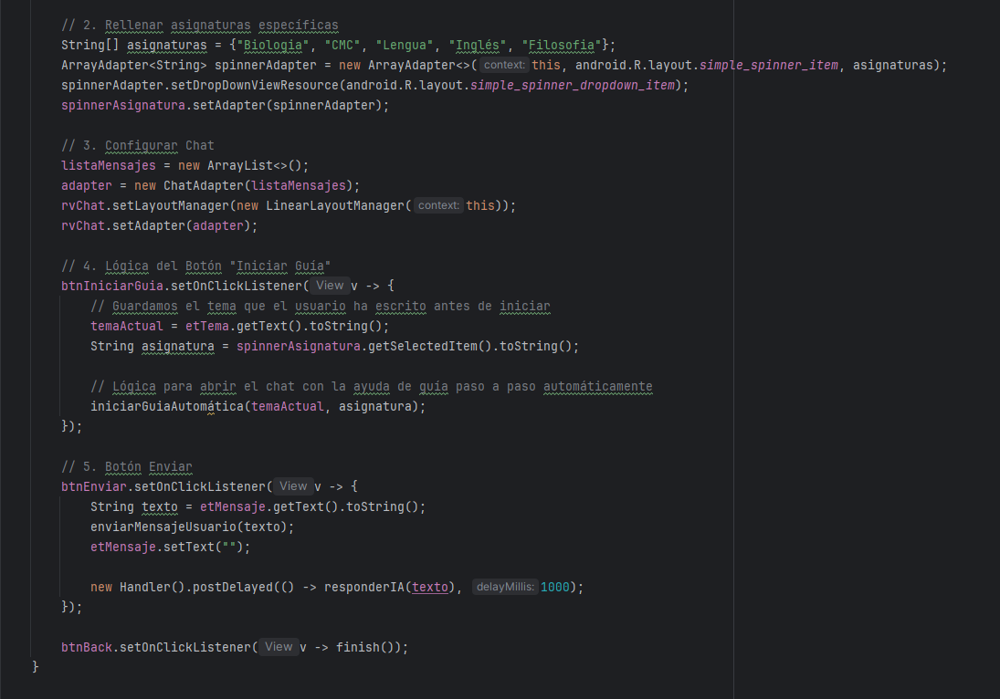 // 2. Rellenar asignaturas específicas
String[] asignaturas = {"Biologia", "CMC", "Lengua", "Inglés", "Filosofia"};
ArrayAdapter<String> spinnerAdapter = new ArrayAdapter<>( context: this, android.R.layout.simple_spinner_item, asignaturas);
spinnerAdapter.setDropDownViewResource(android.R.layout.simple_spinner_dropdown_item);
spinnerAsignatura.setAdapter(spinnerAdapter);
// 3. Configurar Chat
listaMensajes = new ArrayList<>();
adapter = new ChatAdapter(listaMensajes);
rvChat.setLayoutManager(new LinearLayoutManager( context: this));
rvChat.setAdapter(adapter);
// 4. Lógica del Botón "Iniciar Guía"
btnIniciarGuia.setOnClickListener( View v -> {
// Guardamos el tema que el usuario ha escrito antes de iniciar
temaActual = etTema.getText().toString();
String asignatura = spinnerAsignatura.getSelectedItem().toString();
// Lógica para abrir el chat con la ayuda de guía paso a paso automáticamente
iniciarGuiaAutomática(temaActual, asignatura);
});
// 5. Botón Enviar
btnEnviar.setOnClickListener( View v -> {
String texto = etMensaje.getText().toString();
enviarMensajeUsuario(texto);
etMensaje.setText("");
new Handler().postDelayed(() -> responderIA(texto), delayMillis: 1000);
});
btnBack.setOnClickListener( View v -> finish());
}